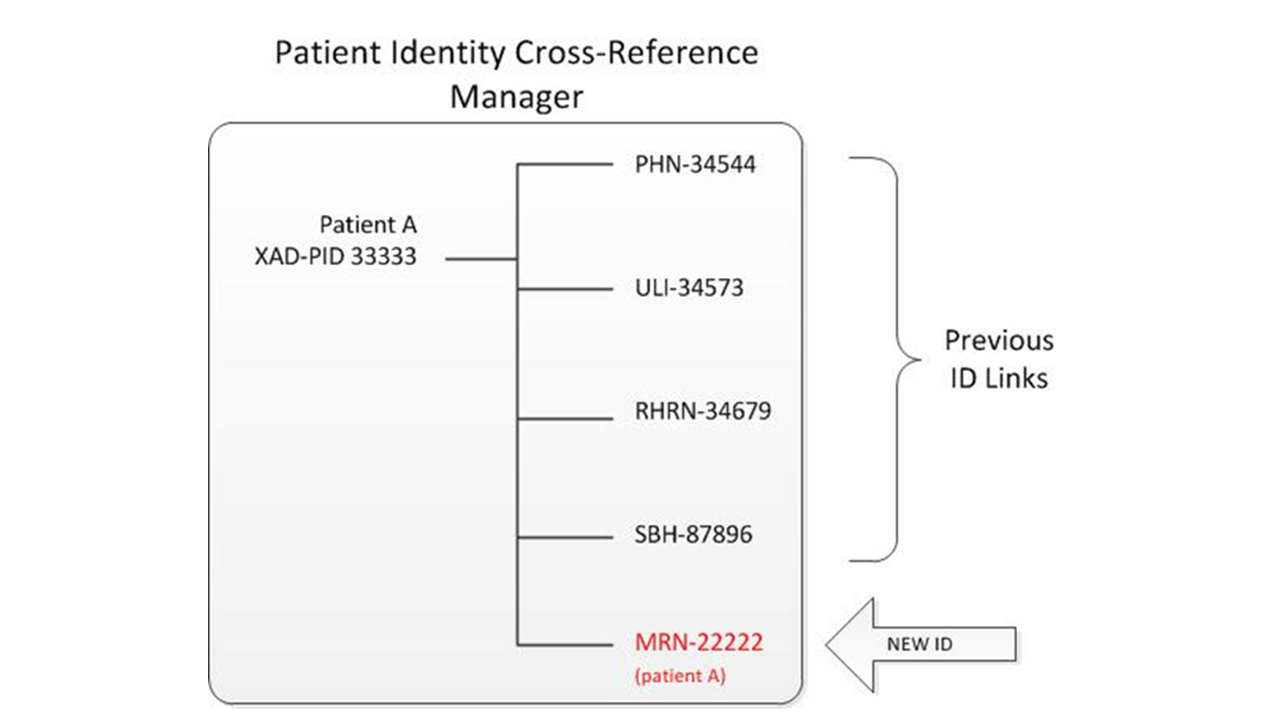 Patient Identity Cross-Reference
Manager
PHN-34544
Patient A
XAD-PID 33333
ULI-34573
Previous
ID Links
RHRN-34679
SBH-87896
MRN-22222
(patient A)
NEW ID